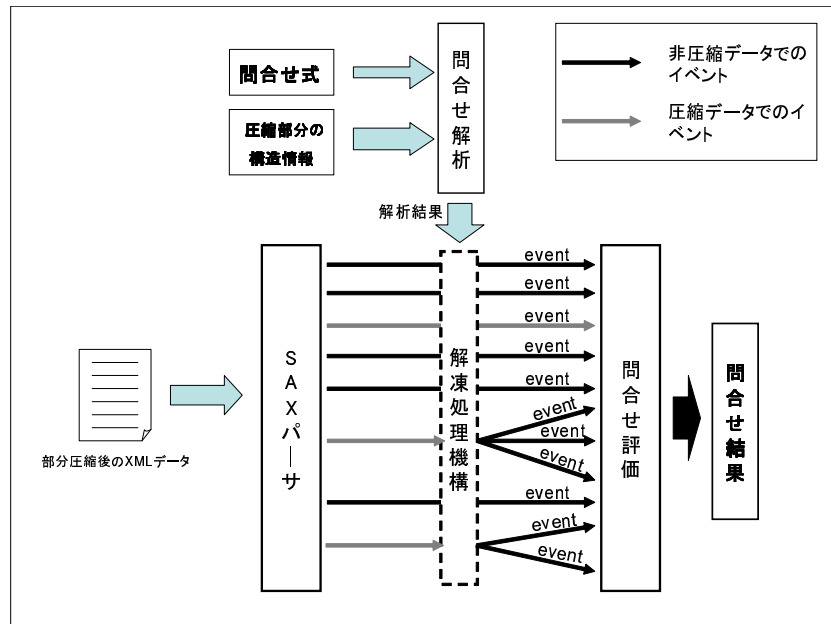 問合せ式
圧縮部分の
構造情報
問合せ解析
非圧縮データでの
イベント
圧縮データでのイ
ベント
解析結果
SAXパーサ
解凍処理機構
event
event
event
event
event
event
event
event
event
event
event
問合せ評価
問合せ結果
部分圧縮後のXMLデータ